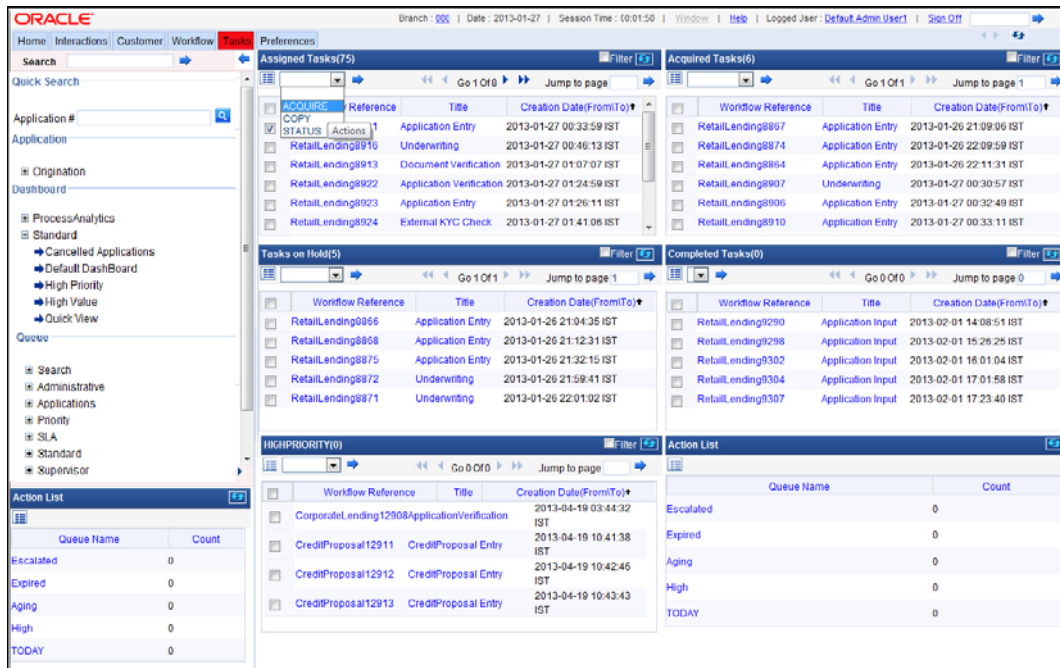 ORACLE
Branch : 000 | Date : 2013-01-27 | Session Time : 00:01:50 | Window | Help | Logged User : Default Admin User1 | Sign Off
Home Interactions Customer Workflow Tasks Preferences
Search
Quick Search
Application #
Application
Origination
Dashboard
ProcessAnalytics
Standard
Cancelled Applications
Default DashBoard
High Priority
High Value
Quick View
Queue
Search
Administrative
Applications
Priority
SLA
Standard
Supervisor
Action List
Queue Name Count
Escalated 0
Expired 0
Aging 0
High 0
TODAY 0
Assigned Tasks(75) Filter
Go 1 Of 8 Jump to page
ACQUIRE
COPY
STATUS
Actions
Reference Title Creation Date(From\To)
1 Application Entry 2013-01-27 00:33:59 IST
RetailLending8916 Underwriting 2013-01-27 00:46:13 IST
RetailLending8913 Document Verification 2013-01-27 01:07:07 IST
RetailLending8922 Application Verification 2013-01-27 01:24:59 IST
RetailLending8923 Application Entry 2013-01-27 01:26:11 IST
RetailLending8924 External KYC Check 2013-01-27 01:41:06 IST
Acquired Tasks(6) Filter
Go 1 Of 1 Jump to page 1
Workflow Reference Title Creation Date(From\To)
RetailLending8867 Application Entry 2013-01-26 21:09:06 IST
RetailLending8874 Application Entry 2013-01-26 22:09:59 IST
RetailLending8864 Application Entry 2013-01-26 22:11:31 IST
RetailLending8907 Underwriting 2013-01-27 00:30:57 IST
RetailLending8906 Application Entry 2013-01-27 00:32:49 IST
RetailLending8910 Application Entry 2013-01-27 00:33:11 IST
Tasks on Hold(5) Filter
Go 1 Of 1 Jump to page 1
Workflow Reference Title Creation Date(From\To)
RetailLending8866 Application Entry 2013-01-26 21:04:35 IST
RetailLending8868 Application Entry 2013-01-26 21:12:31 IST
RetailLending8875 Application Entry 2013-01-26 21:32:15 IST
RetailLending8872 Underwriting 2013-01-26 21:59:41 IST
RetailLending8871 Underwriting 2013-01-26 22:01:02 IST
Completed Tasks(0) Filter
Go 0 Of 0 Jump to page 0
Workflow Reference Title Creation Date(From\To)
RetailLending9290 Application Input 2013-02-01 14:08:51 IST
RetailLending9298 Application Input 2013-02-01 15:26:25 IST
RetailLending9302 Application Input 2013-02-01 16:01:04 IST
RetailLending9304 Application Input 2013-02-01 17:01:58 IST
RetailLending9307 Application Input 2013-02-01 17:23:40 IST
HIGHPRIORITY(0) Filter
Go 0 Of 0 Jump to page
Workflow Reference Title Creation Date(From\To)
CorporateLending12908 ApplicationVerification 2013-04-19 03:44:32 IST
CreditProposal12911 CreditProposal Entry 2013-04-19 10:41:38 IST
CreditProposal12912 CreditProposal Entry 2013-04-19 10:42:46 IST
CreditProposal12913 CreditProposal Entry 2013-04-19 10:43:43 IST
Action List
Queue Name Count
Escalated 0
Expired 0
Aging 0
High 0
TODAY 0